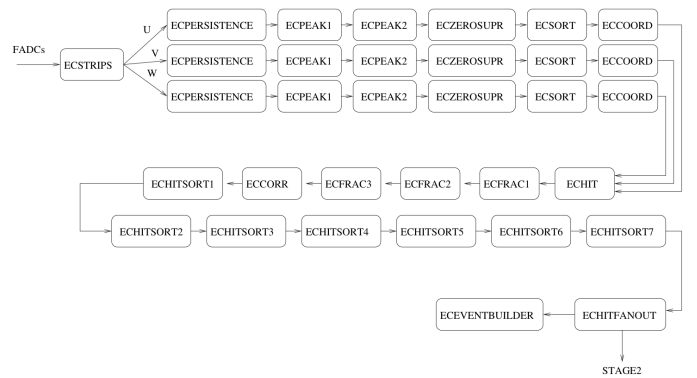 U
ECPERSISTENCE ECPEAK1 ECPEAK2 ECZEROSUPR ECSORT ECCOORD
FADCs
V
ECSTRIPS
ECPERSISTENCE ECPEAK1 ECPEAK2 ECZEROSUPR ECSORT ECCOORD
W
ECPERSISTENCE ECPEAK1 ECPEAK2 ECZEROSUPR ECSORT ECCOORD
ECHITSORT1 ECCORR ECFRAC3 ECFRAC2 ECFRAC1 ECHIT
ECHITSORT2 ECHITSORT3 ECHITSORT4 ECHITSORT5 ECHITSORT6 ECHITSORT7
ECEVENTBUILDER ECHITFANOUT
STAGE2